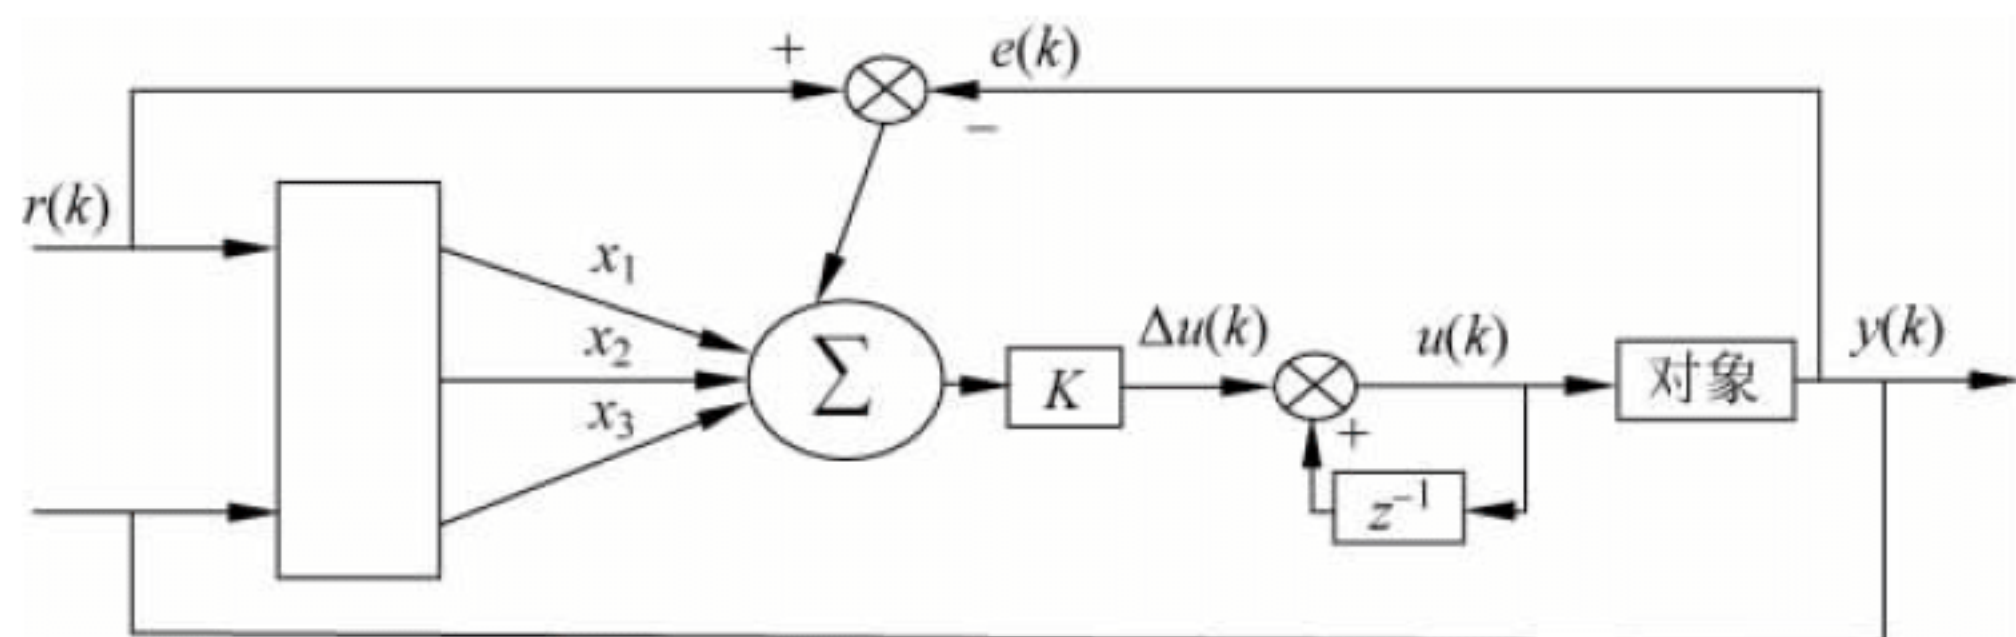 +
e(k)
−
r(k)
x₁
x₂
x₃
∑
K
Δu(k)
u(k)
对象
y(k)
+
z⁻¹